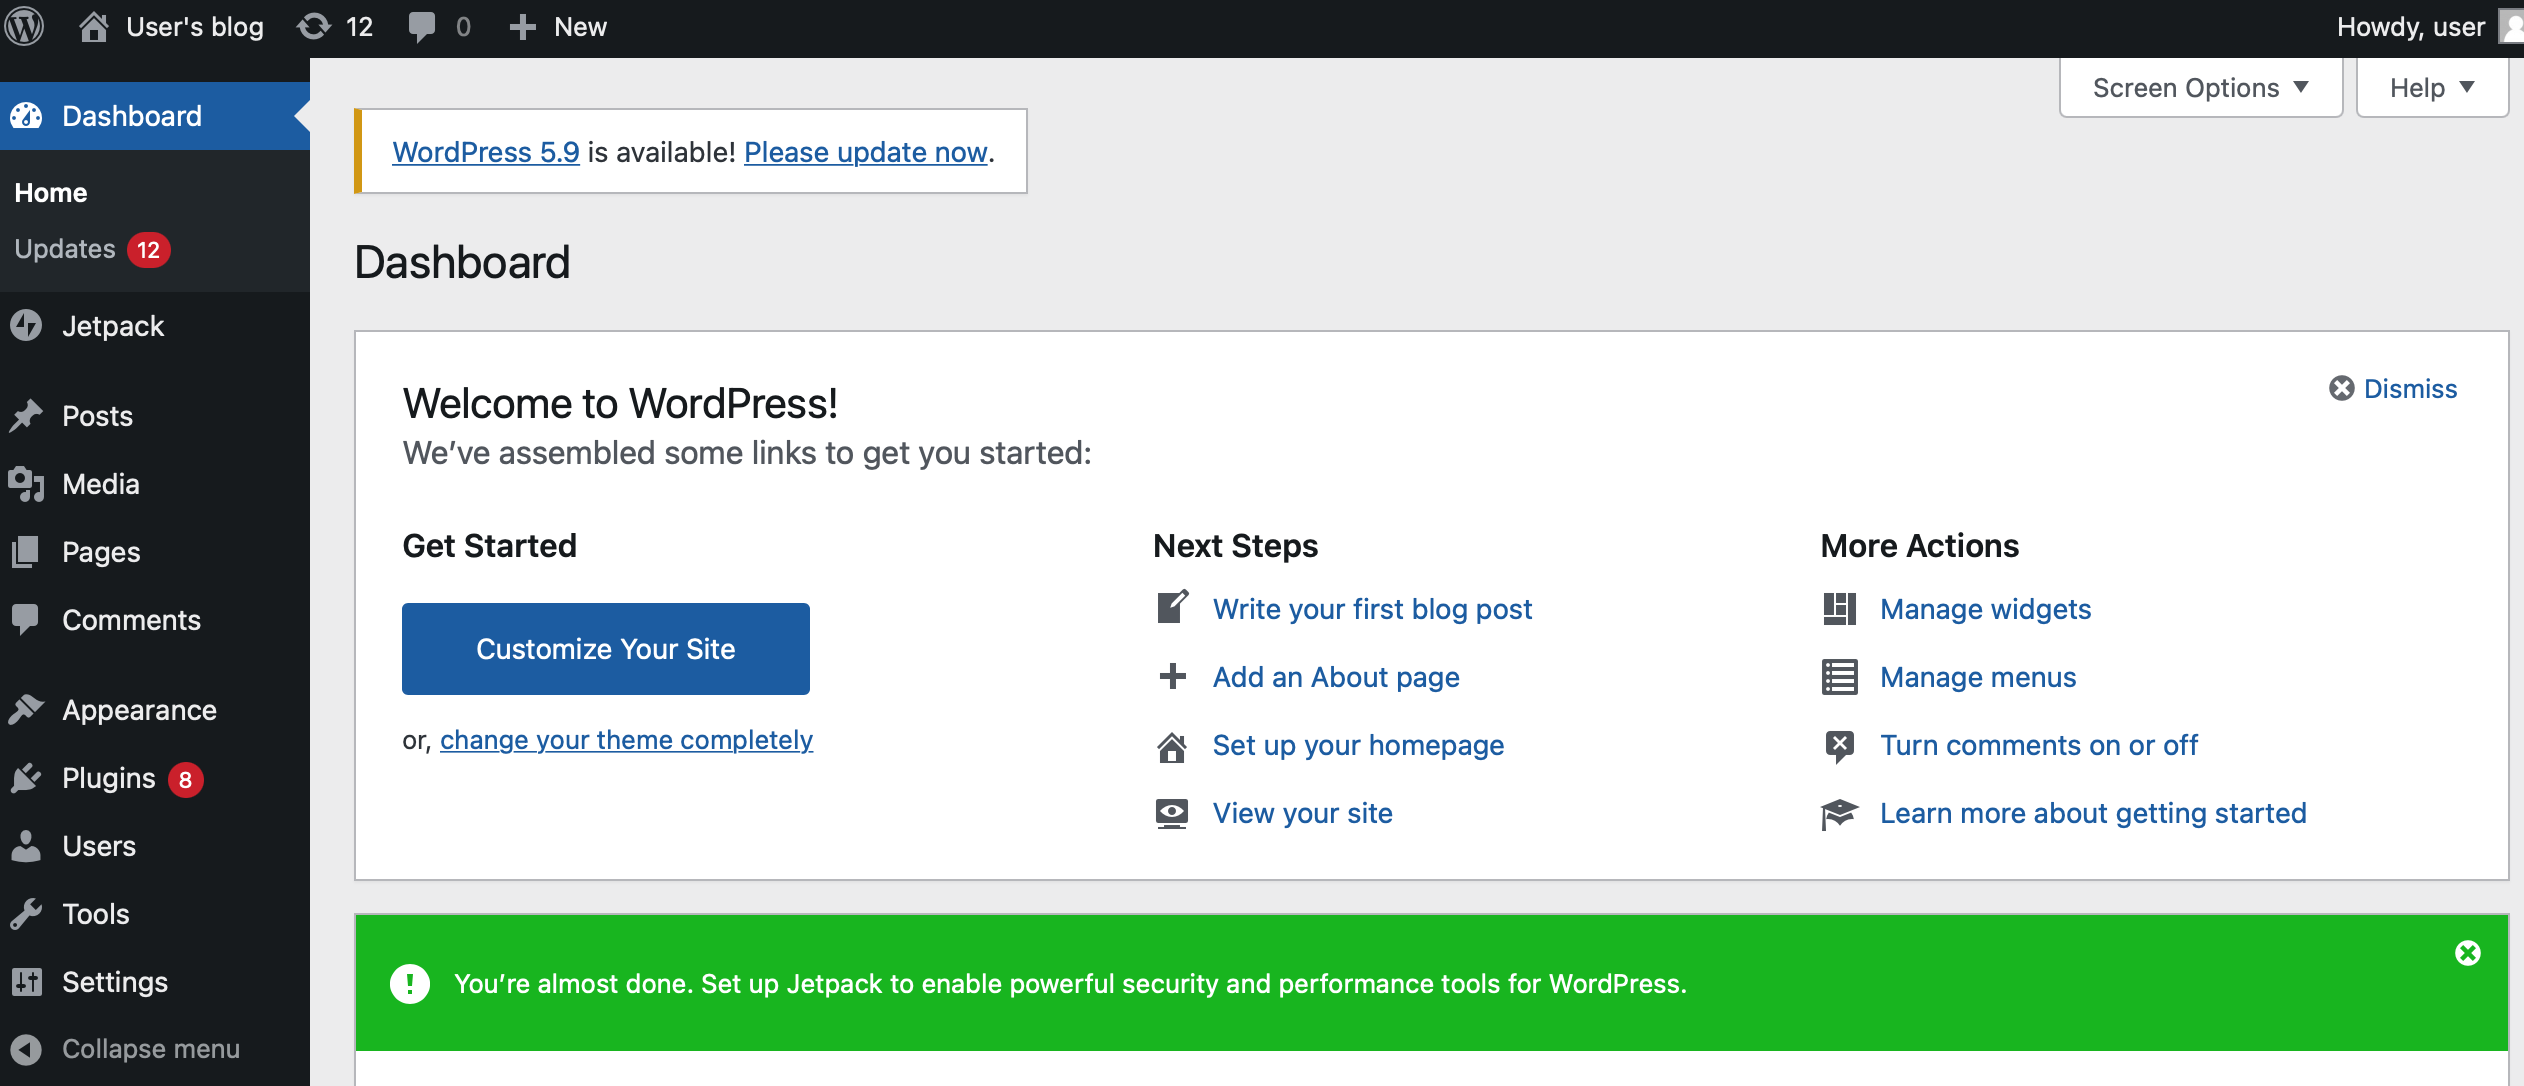 User's blog 12 0 New Howdy, user
Dashboard
Home
Updates 12
Jetpack
Posts
Media
Pages
Comments
Appearance
Plugins 8
Users
Tools
Settings
Collapse menu
Screen Options Help
WordPress 5.9 is available! Please update now.
Dashboard
Welcome to WordPress!
Dismiss
We’ve assembled some links to get you started:
Get Started
Customize Your Site
or, change your theme completely
Next Steps
Write your first blog post
Add an About page
Set up your homepage
View your site
More Actions
Manage widgets
Manage menus
Turn comments on or off
Learn more about getting started
You’re almost done. Set up Jetpack to enable powerful security and performance tools for WordPress.